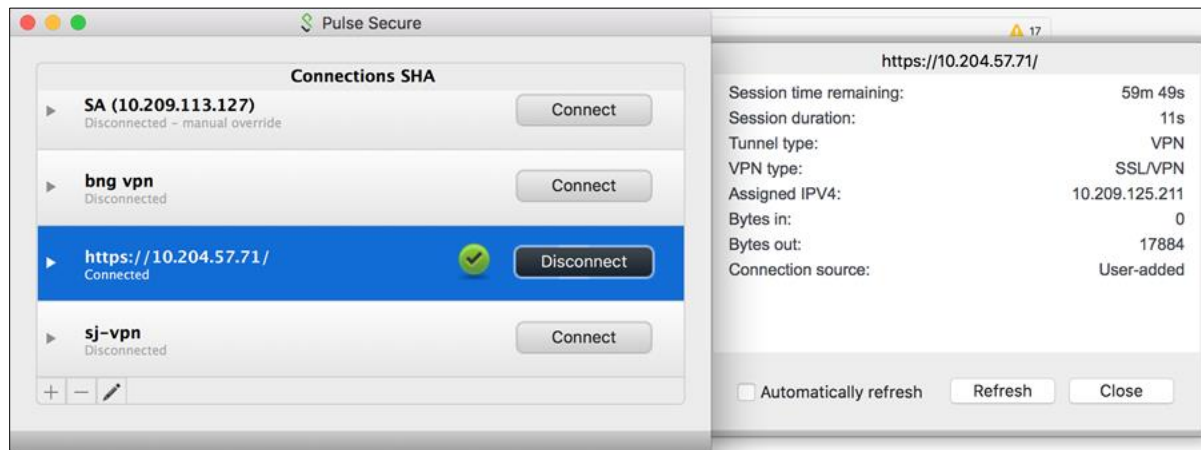 Pulse Secure
Connections SHA
SA (10.209.113.127)
Disconnected – manual override
Connect
bng vpn
Disconnected
Connect
https://10.204.57.71/
Connected
Disconnect
sj-vpn
Disconnected
Connect
17
https://10.204.57.71/
Session time remaining: 59m 49s
Session duration: 11s
Tunnel type: VPN
VPN type: SSL/VPN
Assigned IPV4: 10.209.125.211
Bytes in: 0
Bytes out: 17884
Connection source: User-added
Automatically refresh Refresh Close